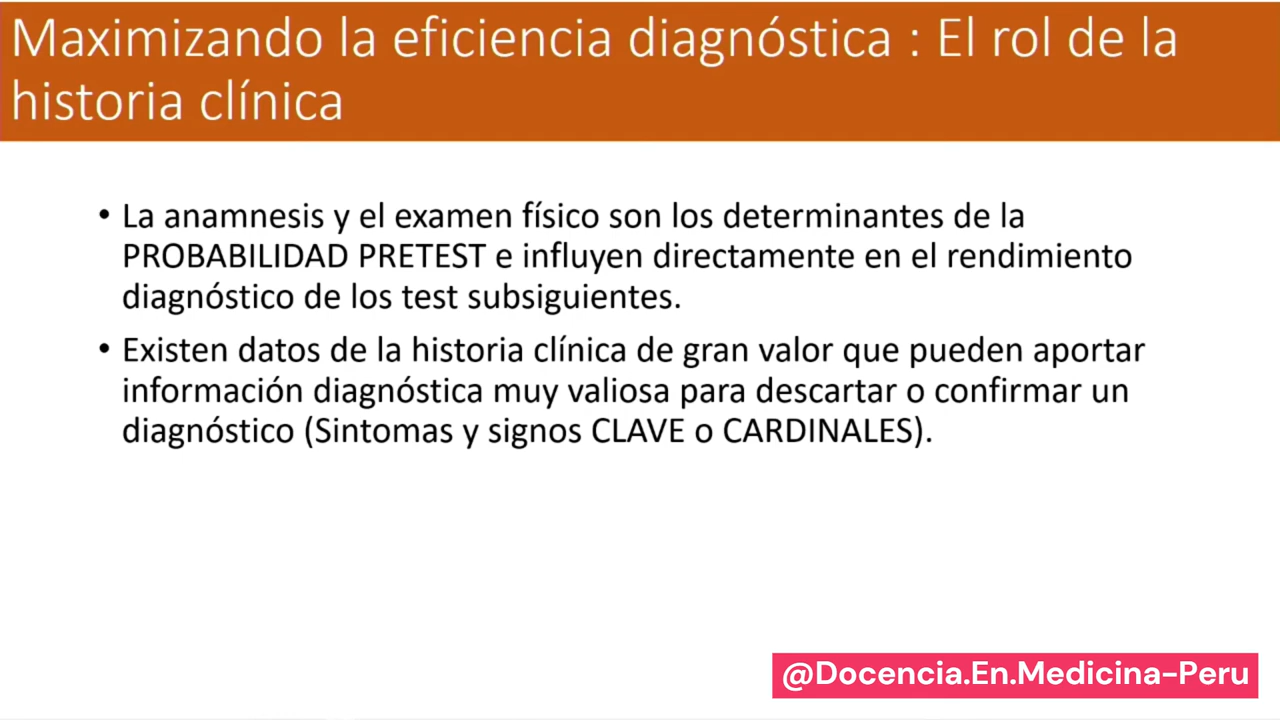 Maximizando la eficiencia diagnóstica : El rol de la
historia clínica
• La anamnesis y el examen físico son los determinantes de la
PROBABILIDAD PRETEST e influyen directamente en el rendimiento
diagnóstico de los test subsiguientes.
• Existen datos de la historia clínica de gran valor que pueden aportar
información diagnóstica muy valiosa para descartar o confirmar un
diagnóstico (Sintomas y signos CLAVE o CARDINALES).
@Docencia.En.Medicina-Peru